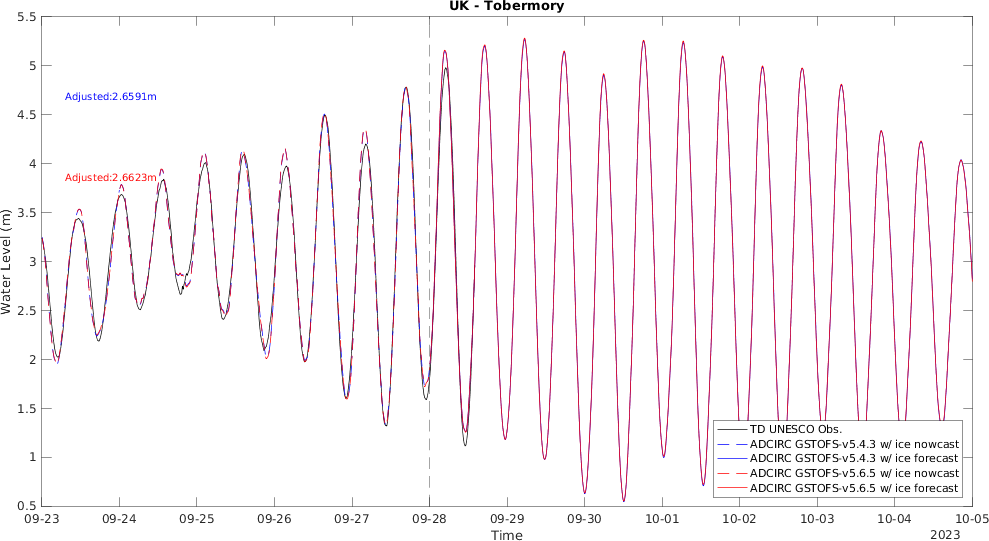 UK - Tobermory
5.5
5
4.5
4
3.5
3
2.5
2
1.5
1
0.5
Water Level (m)
Adjusted:2.6591m
Adjusted:2.6623m
TD UNESCO Obs.
ADCIRC GSTOFS-v5.4.3 w/ ice nowcast
ADCIRC GSTOFS-v5.4.3 w/ ice forecast
ADCIRC GSTOFS-v5.6.5 w/ ice nowcast
ADCIRC GSTOFS-v5.6.5 w/ ice forecast
09-23 09-24 09-25 09-26 09-27 09-28 09-29 09-30 10-01 10-02 10-03 10-04 10-05
Time
2023